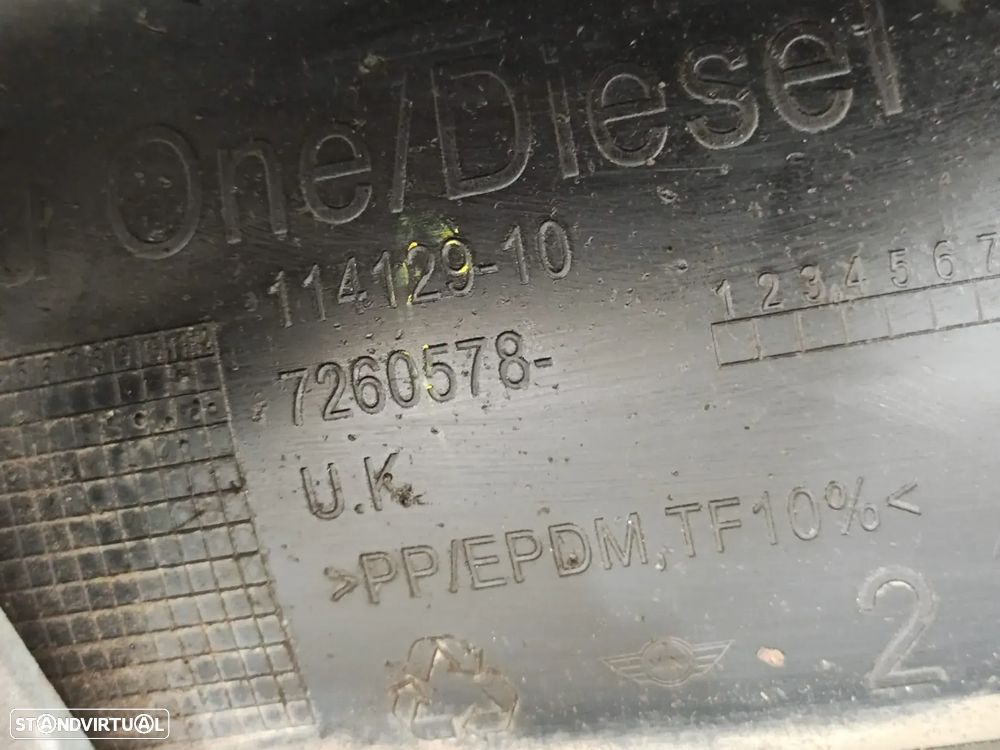 One/Diesel
114129-10
7260578-
1 2 3 4 5 6 7
U.K.
>PP/EPDM,TF10%<
2
STANDVIRTUAL